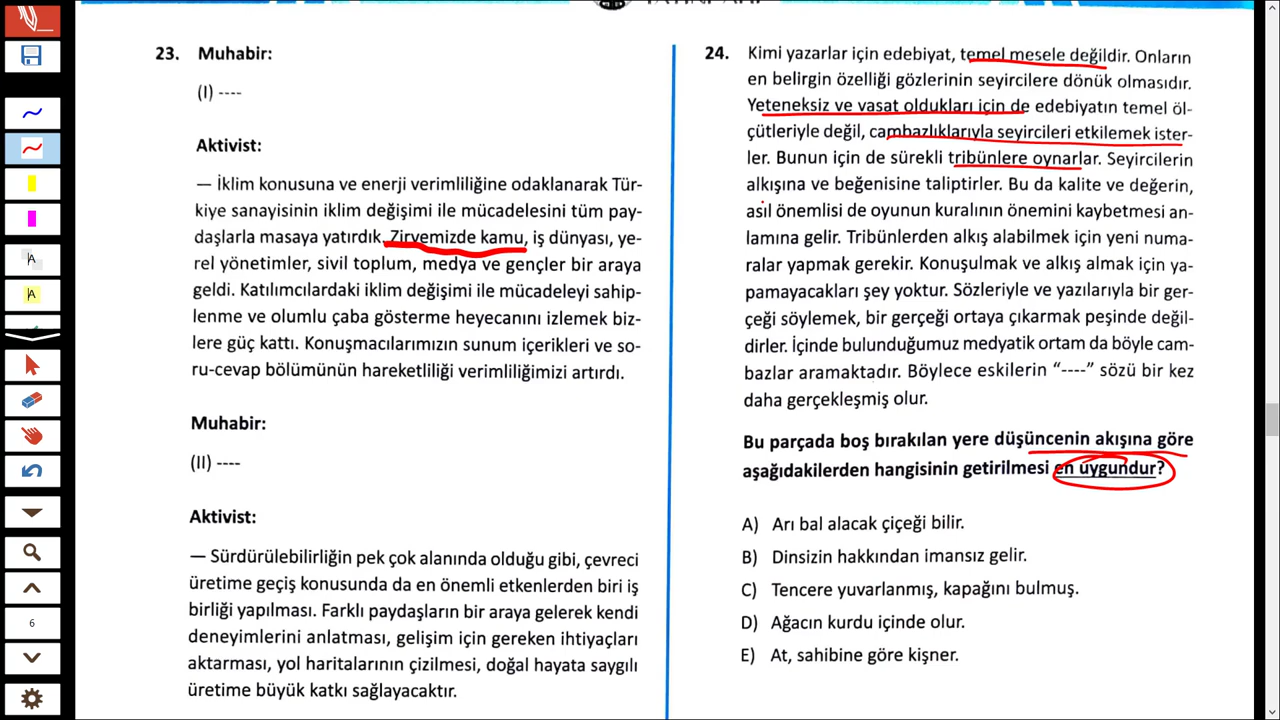 23. Muhabir:
(I) ----
Aktivist:
— İklim konusuna ve enerji verimliliğine odaklanarak Tür-
kiye sanayisinin iklim değişimi ile mücadelesini tüm pay-
daşlarla masaya yatırdık. Zirvemizde kamu, iş dünyası, ye-
rel yönetimler, sivil toplum, medya ve gençler bir araya
geldi. Katılımcılardaki iklim değişimi ile mücadeleyi sahip-
lenme ve olumlu çaba gösterme heyecanını izlemek biz-
lere güç kattı. Konuşmacılarımızın sunum içerikleri ve so-
ru-cevap bölümünün hareketliliği verimliliğimizi artırdı.
Muhabir:
(II) ----
Aktivist:
— Sürdürülebilirliğin pek çok alanında olduğu gibi, çevreci
üretime geçiş konusunda da en önemli etkenlerden biri iş
birliği yapılması. Farklı paydaşların bir araya gelerek kendi
deneyimlerini anlatması, gelişim için gereken ihtiyaçları
aktarması, yol haritalarının çizilmesi, doğal hayata saygılı
üretime büyük katkı sağlayacaktır.
24. Kimi yazarlar için edebiyat, temel mesele değildir. Onların
en belirgin özelliği gözlerinin seyircilere dönük olmasıdır.
Yeteneksiz ve vasat oldukları için de edebiyatın temel öl-
çütleriyle değil, cambazlıklarıyla seyircileri etkilemek ister-
ler. Bunun için de sürekli tribünlere oynarlar. Seyircilerin
alkışına ve beğenisine taliptirler. Bu da kalite ve değerin,
asıl önemlisi de oyunun kuralının önemini kaybetmesi an-
lamına gelir. Tribünlerden alkış alabilmek için yeni numa-
ralar yapmak gerekir. Konuşulmak ve alkış almak için ya-
pamayacakları şey yoktur. Sözleriyle ve yazılarıyla bir ger-
çeği söylemek, bir gerçeği ortaya çıkarmak peşinde değil-
dirler. İçinde bulunduğumuz medyatik ortam da böyle cam-
bazlar aramaktadır. Böylece eskilerin “----” sözü bir kez
daha gerçekleşmiş olur.
Bu parçada boş bırakılan yere düşüncenin akışına göre
aşağıdakilerden hangisinin getirilmesi en uygundur?
A) Arı bal alacak çiçeği bilir.
B) Dinsizin hakkından imansız gelir.
C) Tencere yuvarlanmış, kapağını bulmuş.
D) Ağacın kurdu içinde olur.
E) At, sahibine göre kişner.
A
A
6